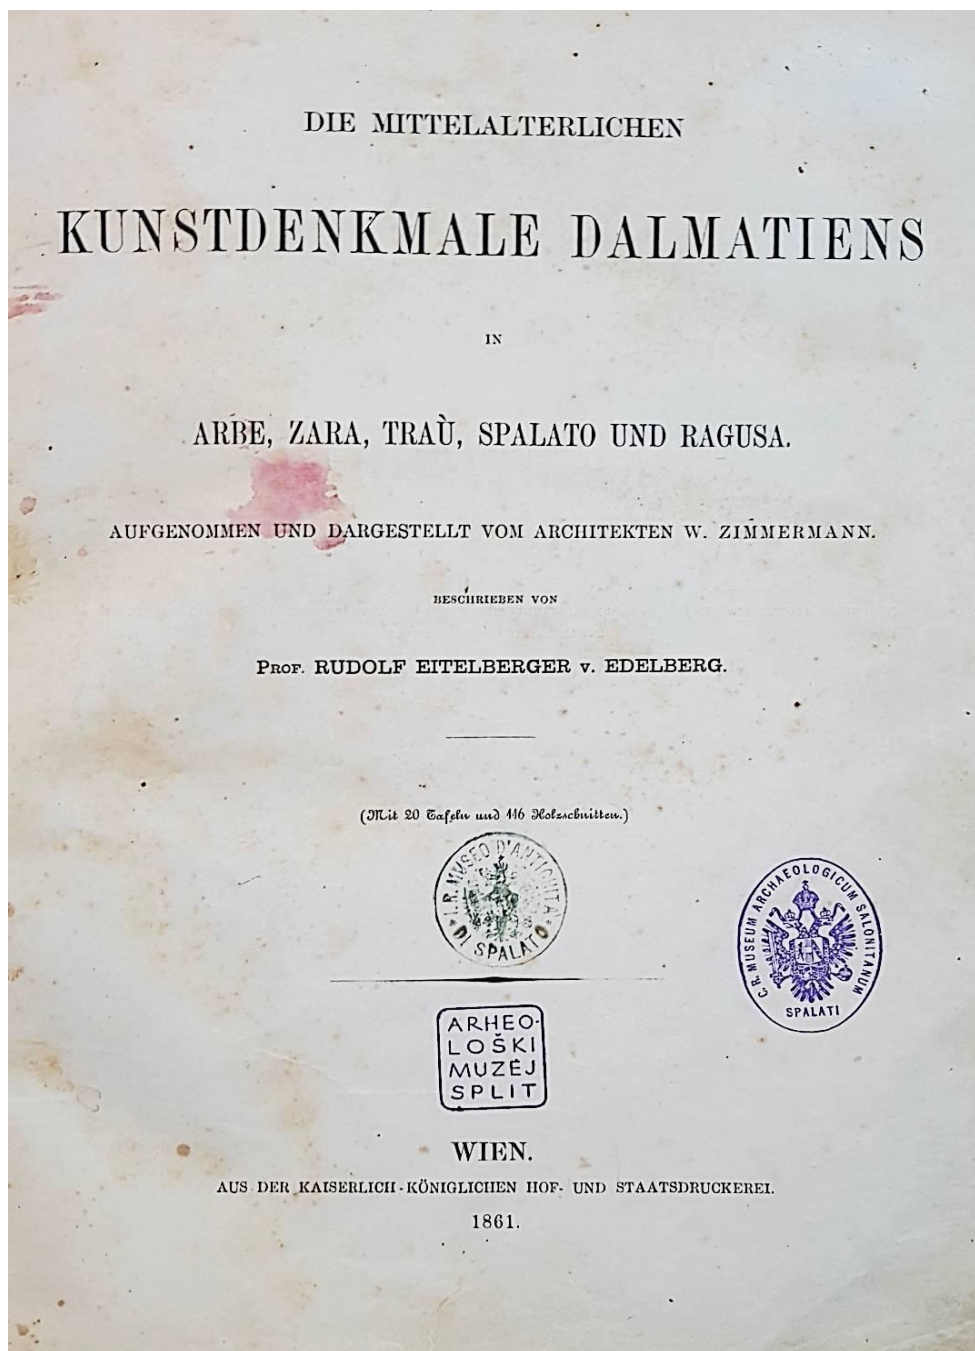 DIE MITTELALTERLICHEN
KUNSTDENKMALE DALMATIENS
IN
ARBE, ZARA, TRAÙ, SPALATO UND RAGUSA.
AUFGENOMMEN UND DARGESTELLT VOM ARCHITEKTEN W. ZIMMERMANN.
BESCHRIEBEN VON
PROF. RUDOLF EITELBERGER V. EDELBERG.
(Mit 20 Tafeln und 116 Holzschnitten.)
I. R. MUSEO D'ANTICHITA
DI SPALATO
C. R. MUSEUM ARCHAEOLOGICUM SALONITANUM
SPALATI
ARHEO-
LOŠKI
MUZEJ
SPLIT
WIEN.
AUS DER KAISERLICH-KÖNIGLICHEN HOF- UND STAATSDRUCKEREI.
1861.